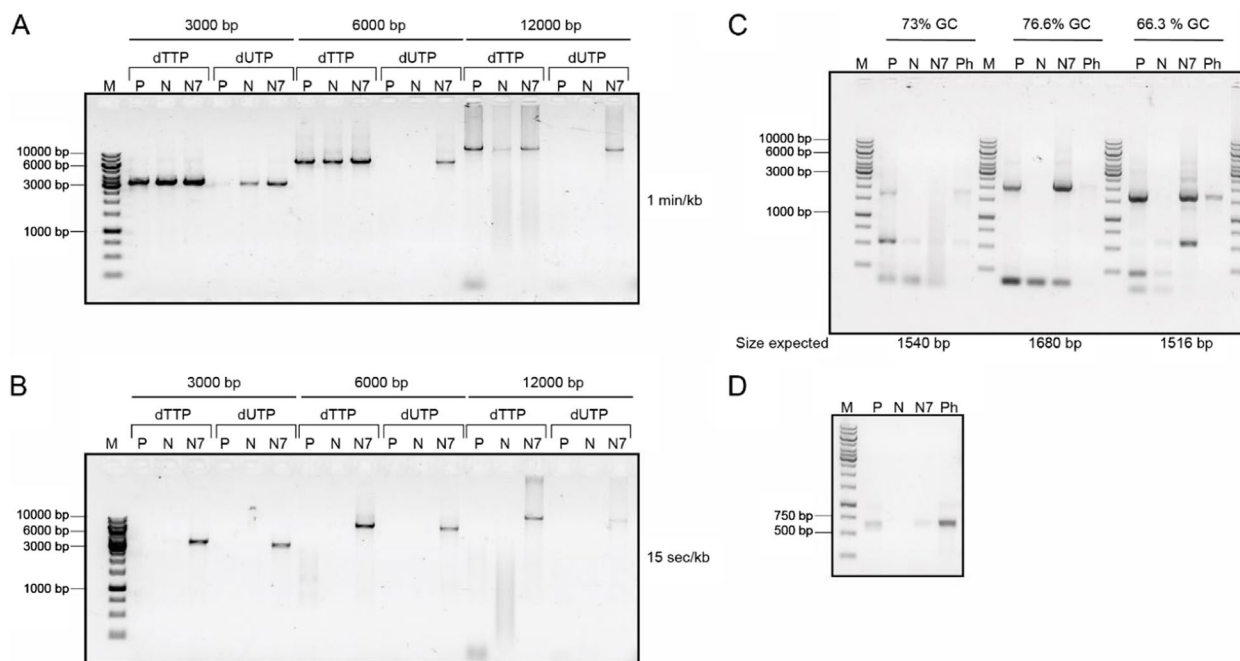 A
3000 bp 6000 bp 12000 bp
dTTP dUTP dTTP dUTP dTTP dUTP
M P N N7 P N N7 P N N7 P N N7 P N N7 P N N7
10000 bp
6000 bp
3000 bp
1000 bp
1 min/kb
B
3000 bp 6000 bp 12000 bp
dTTP dUTP dTTP dUTP dTTP dUTP
M P N N7 P N N7 P N N7 P N N7 P N N7 P N N7
10000 bp
6000 bp
3000 bp
1000 bp
15 sec/kb
C
73% GC 76.6% GC 66.3 % GC
M P N N7 Ph M P N N7 Ph P N N7 Ph
10000 bp
6000 bp
3000 bp
1000 bp
Size expected 1540 bp 1680 bp 1516 bp
D
M P N N7 Ph
750 bp
500 bp